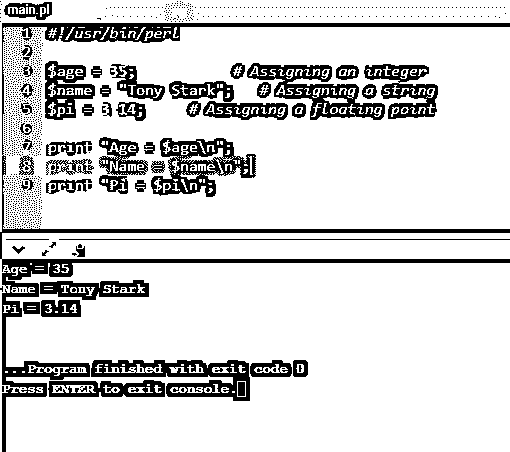 main.pl
1 #!/usr/bin/perl
2
3 $age = 35; # Assigning an integer
4 $name = "Tony Stark"; # Assigning a string
5 $pi = 3.14; # Assigning a floating point
6
7 print "Age = $age\n";
8 print "Name = $name\n";
9 print "Pi = $pi\n";
Age = 35
Name = Tony Stark
Pi = 3.14
...Program finished with exit code 0
Press ENTER to exit console.